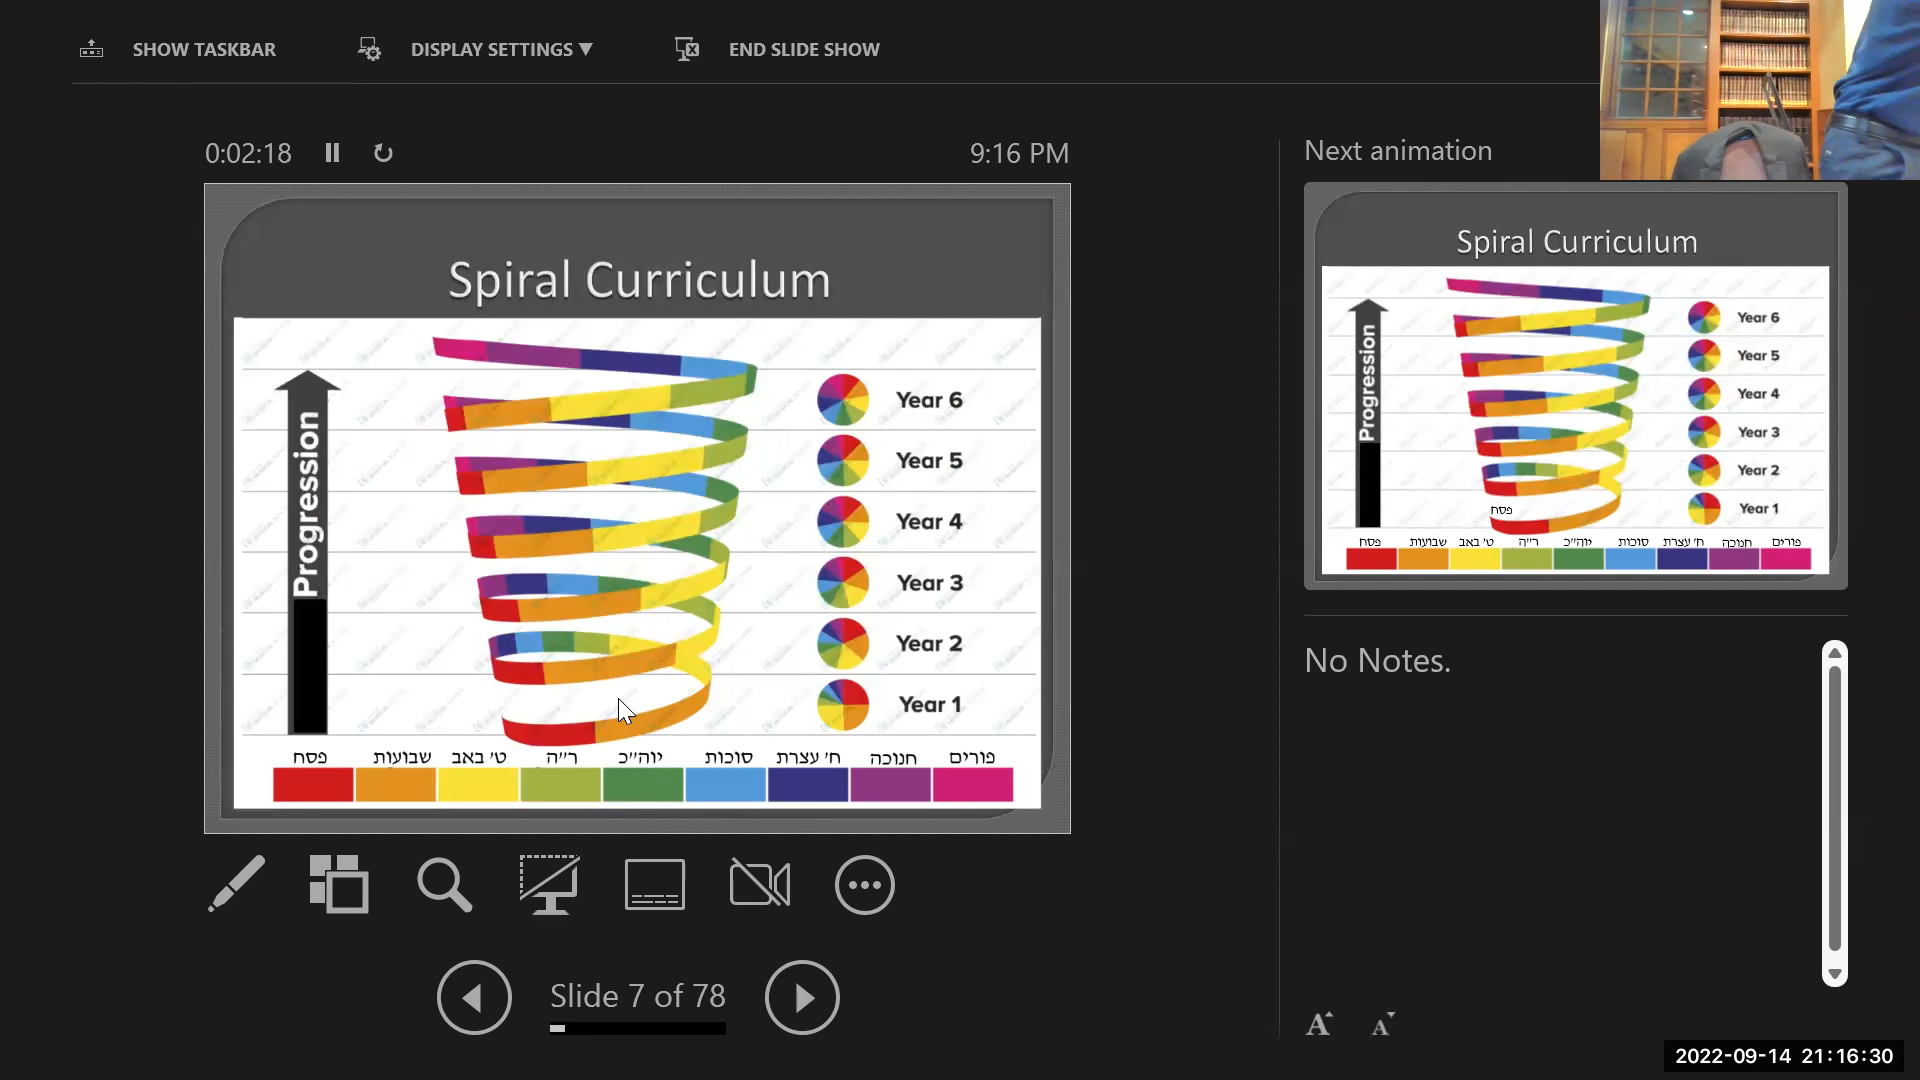 SHOW TASKBAR
DISPLAY SETTINGS ▼
END SLIDE SHOW
0:02:18
9:16 PM
Next animation
Spiral Curriculum
Progression
Year 6
Year 5
Year 4
Year 3
Year 2
Year 1
פסח שבועות ט' באב ר"ה יוה"כ סוכות ח' עצרת חנוכה פורים
Spiral Curriculum
Progression
Year 6
Year 5
Year 4
Year 3
Year 2
Year 1
פסח
פסח שבועות ט' באב ר"ה יוה"כ סוכות ח' עצרת חנוכה פורים
No Notes.
Slide 7 of 78
A A
2022-09-14 21:16:30